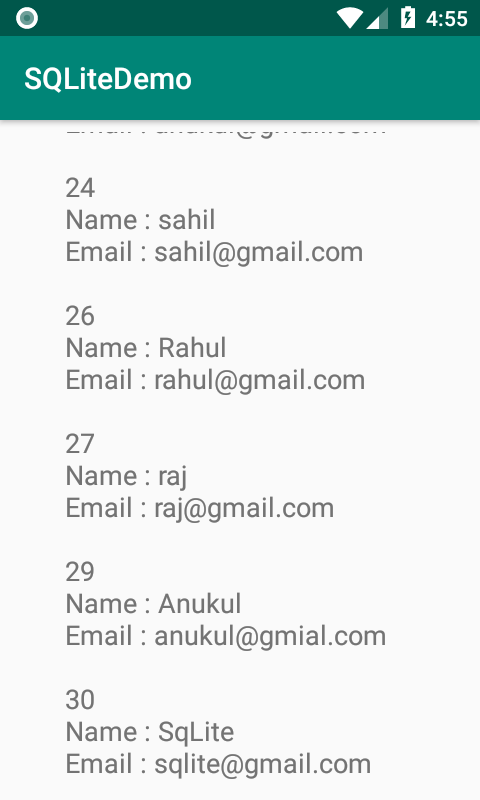 4:55
SQLiteDemo
24
Name : sahil
Email : sahil@gmail.com
26
Name : Rahul
Email : rahul@gmail.com
27
Name : raj
Email : raj@gmail.com
29
Name : Anukul
Email : anukul@gmial.com
30
Name : SqLite
Email : sqlite@gmail.com